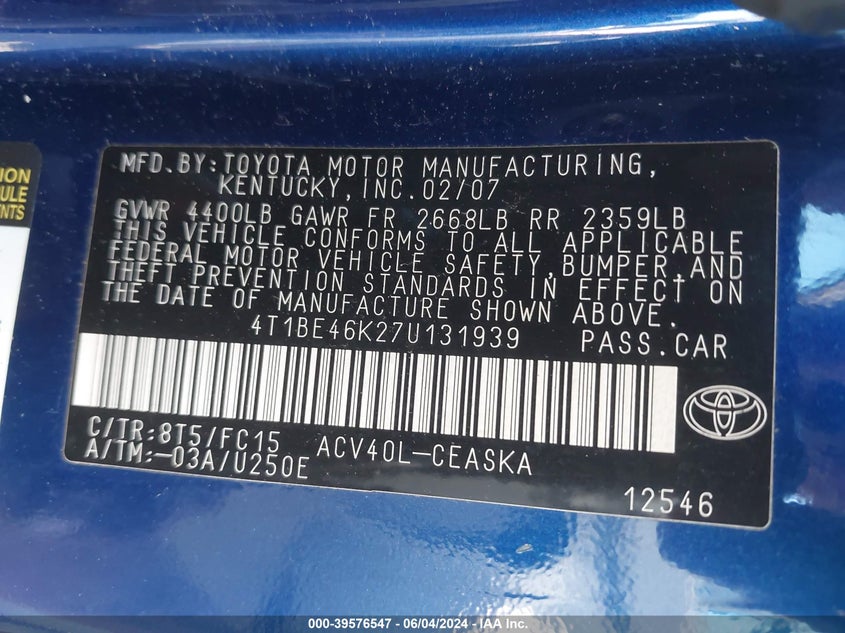 ION
ULE
ENTS
MFD.BY:TOYOTA MOTOR MANUFACTURING,
KENTUCKY,INC.02/07
GVWR 4400LB GAWR FR 2668LB RR 2359LB
THIS VEHICLE CONFORMS TO ALL APPLICABLE
FEDERAL MOTOR VEHICLE SAFETY,BUMPER,AND
THEFT PREVENTION STANDARDS IN EFFECT ON
THE DATE OF MANUFACTURE SHOWN ABOVE.
4T1BE46K27U131939 PASS.CAR
C/TR:8T5/FC15 ACV40L-CEASKA
A/TM:-03A/U250E
12546
000-39576547 - 06/04/2024 - IAA Inc.